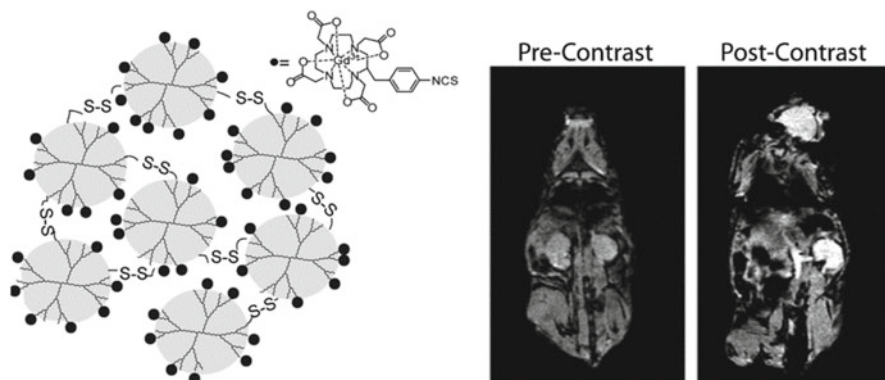 Pre-Contrast
Post-Contrast
=
O
O
O
O
N
N
Gd
O
O
N
N
NCS
O
O
S-S
S-S
S-S
S-S
S-S
S-S
S-S
S-S